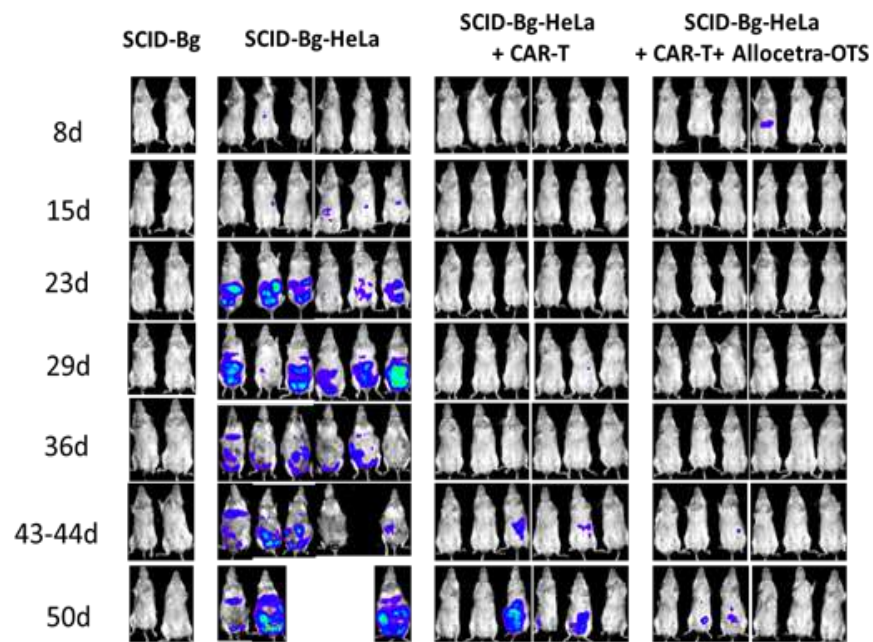 SCID-Bg
SCID-Bg-HeLa
SCID-Bg-HeLa
+ CAR-T
SCID-Bg-HeLa
+ CAR-T+ Allocetra-OTS
8d
15d
23d
29d
36d
43-44d
50d